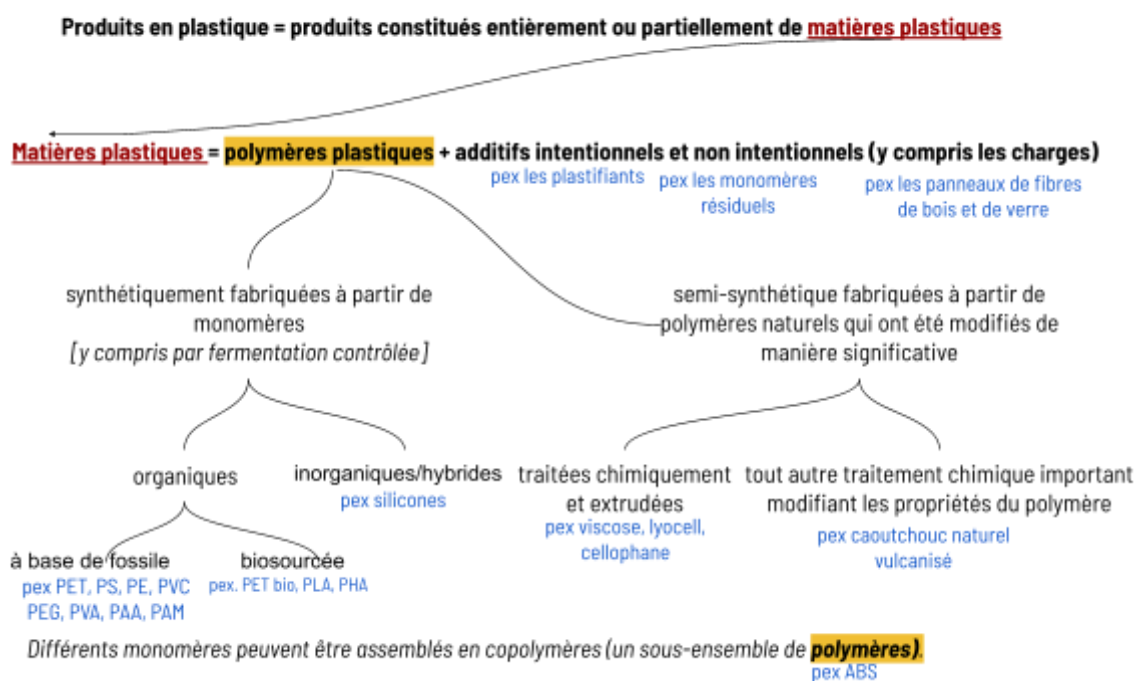 Produits en plastique = produits constitués entièrement ou partiellement de matières plastiques
Matières plastiques = polymères plastiques + additifs intentionnels et non intentionnels (y compris les charges)
pex les plastifiants
pex les monomères
résiduels
pex les panneaux de fibres
de bois et de verre
synthétiquement fabriquées à partir de
monomères
[y compris par fermentation contrôlée]
semi-synthétique fabriquées à partir de
polymères naturels qui ont été modifiés de
manière significative
organiques
inorganiques/hybrides
pex silicones
traitées chimiquement
et extrudées
pex viscose, lyocell,
cellophane
tout autre traitement chimique important
modifiant les propriétés du polymère
pex caoutchouc naturel
vulcanisé
à base de fossile
pex PET, PS, PE, PVC
PEG, PVA, PAA, PAM
biosourcée
pex. PET bio, PLA, PHA
Différents monomères peuvent être assemblés en copolymères (un sous-ensemble de polymères).
pex ABS